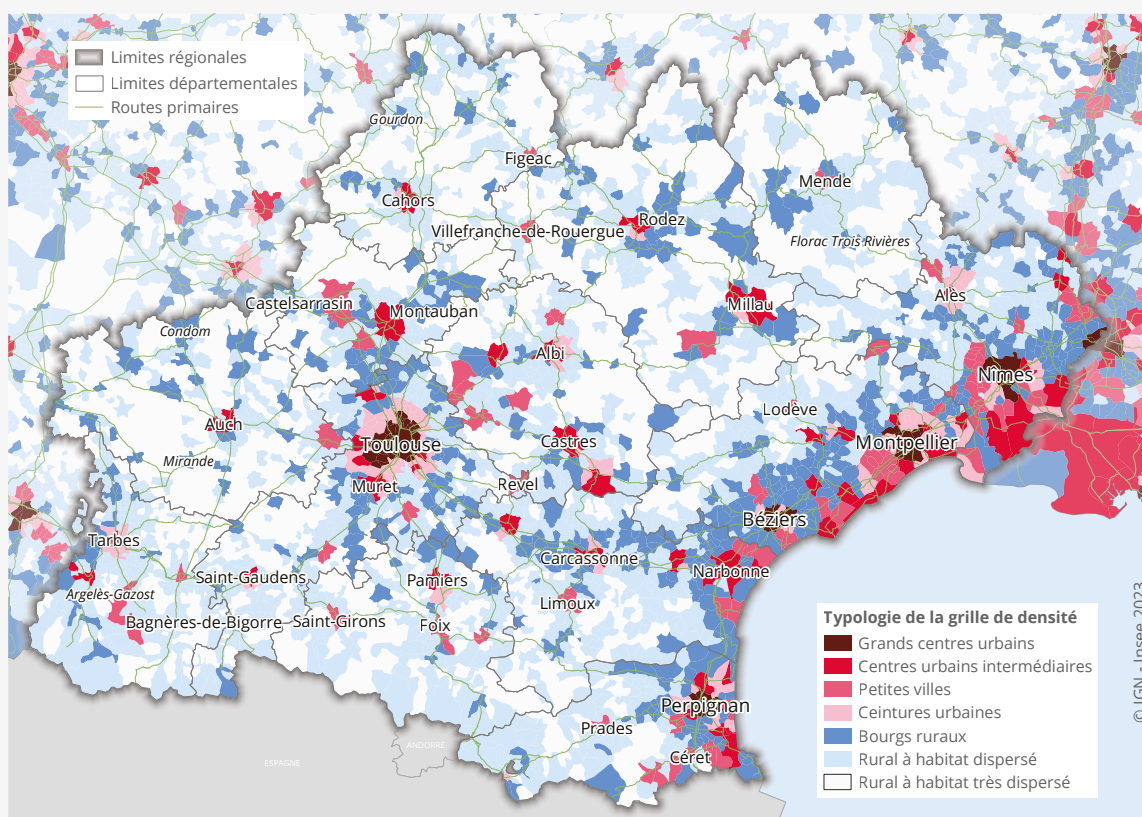 Limites régionales
Limites départementales
Routes primaires
Gourdon
Figeac
Mende
Cahors
Rodez
Villefranche-de-Rouergue
Florac Trois Rivières
Alès
Castelsarrasin
Montauban
Millau
Condom
Albi
Nîmes
Lodève
Auch
Toulouse
Castres
Montpellier
Mirande
Muret
Revel
Béziers
Tarbes
Carcassonne
Narbonne
Saint-Gaudens
Pamiers
Argelès-Gazost
Limoux
Bagnères-de-Bigorre
Saint-Girons
Foix
Perpignan
Prades
Céret
ANDORRE
ESPAGNE
Typologie de la grille de densité
Grands centres urbains
Centres urbains intermédiaires
Petites villes
Ceintures urbaines
Bourgs ruraux
Rural à habitat dispersé
Rural à habitat très dispersé
© IGN - Insee 2023